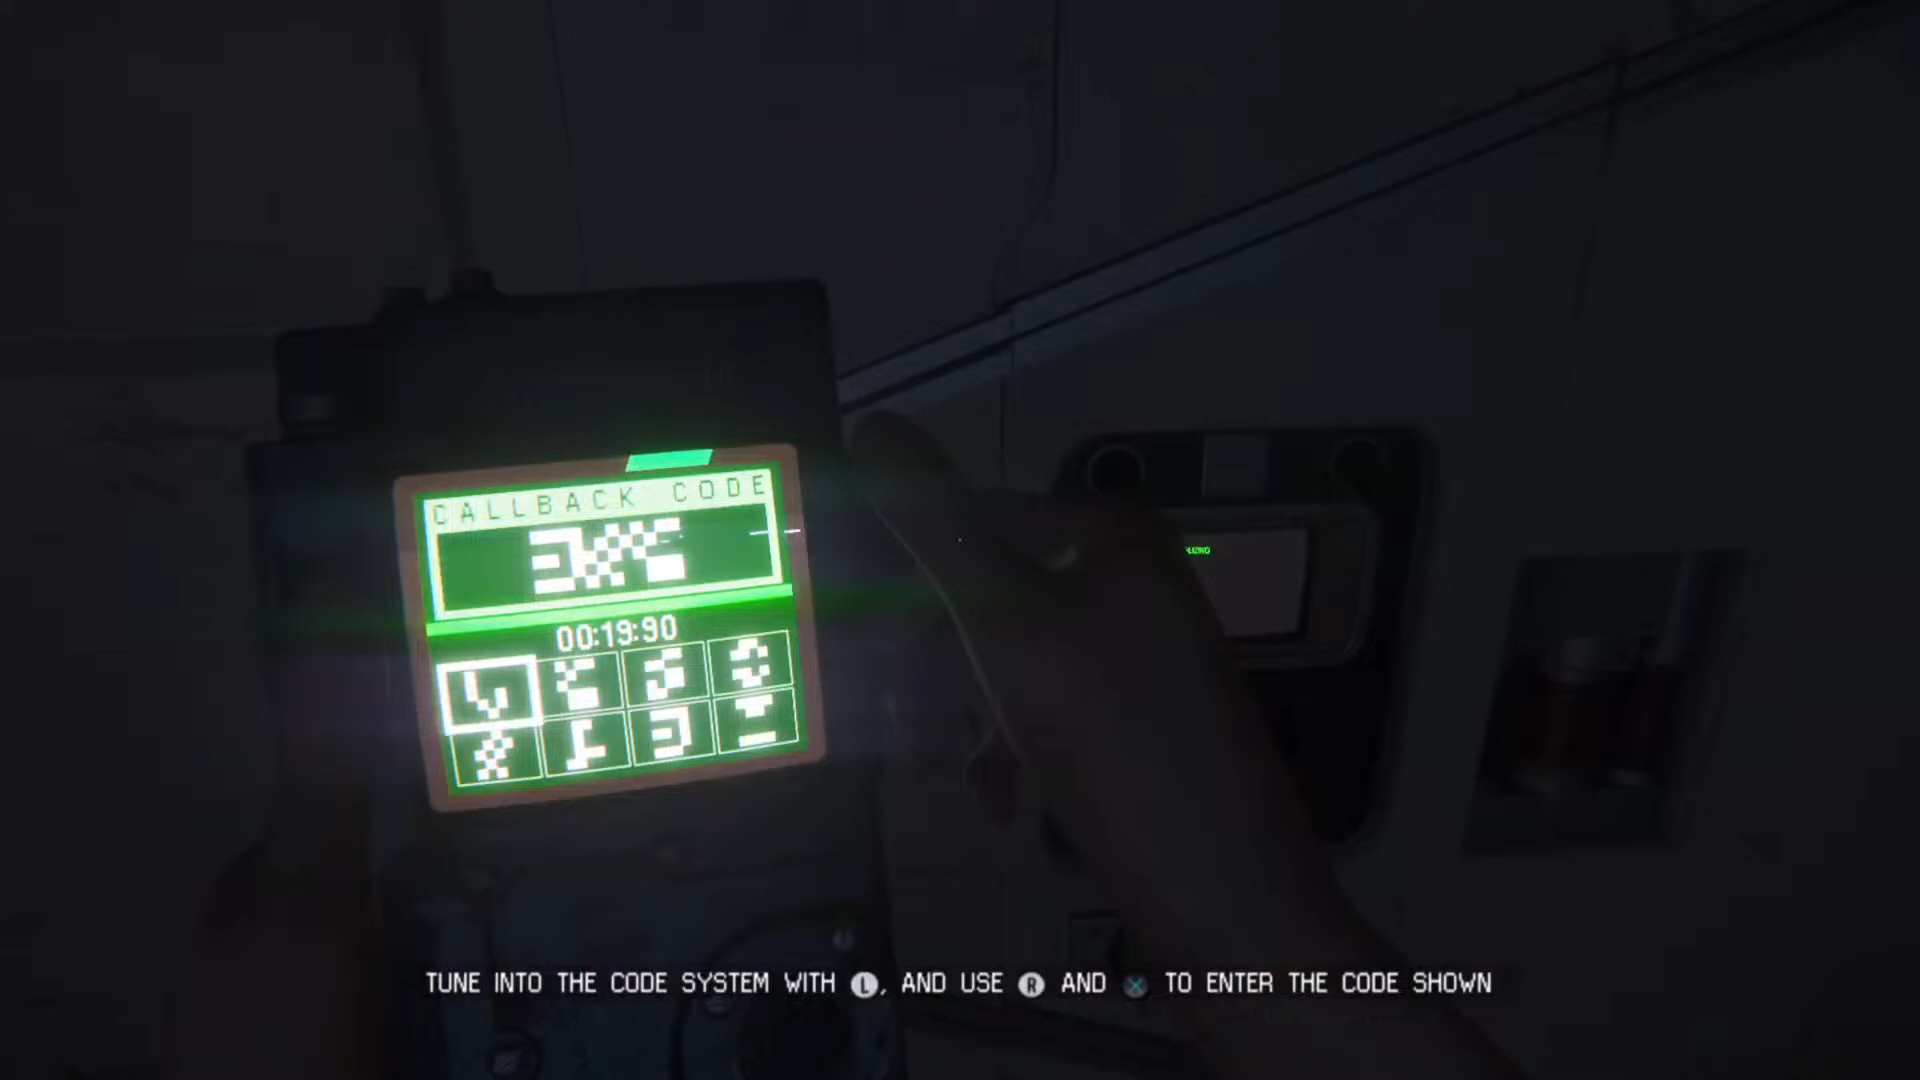 CALLBACK CODE
00:19:90
TUNE INTO THE CODE SYSTEM WITH L, AND USE R AND X TO ENTER THE CODE SHOWN